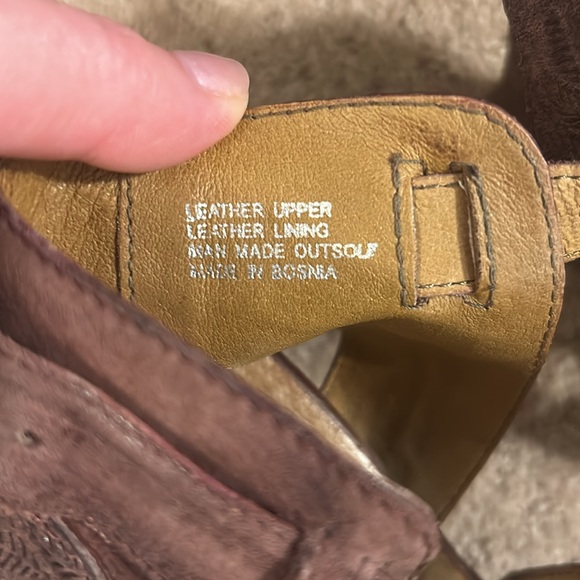 LEATHER UPPER
LEATHER LINING
MAN MADE OUTSOLE
MADE IN BOSNIA